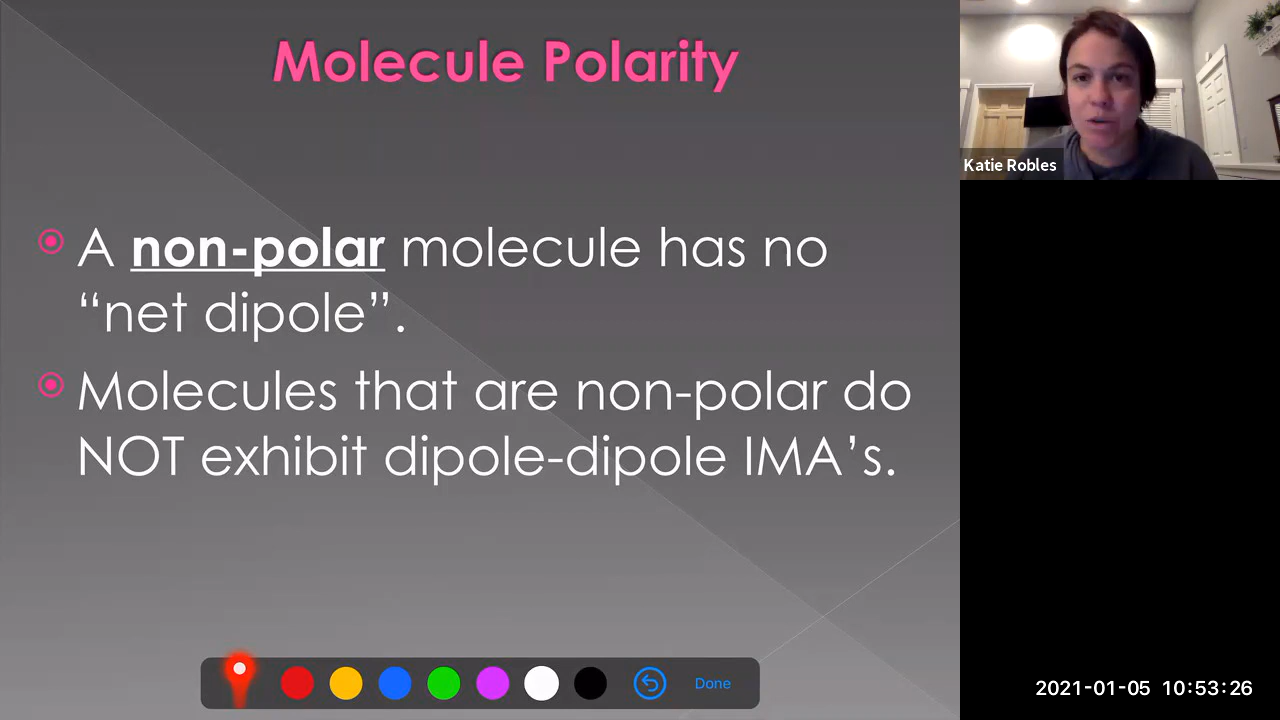 Molecule Polarity
A non-polar molecule has no
“net dipole”.
Molecules that are non-polar do
NOT exhibit dipole-dipole IMA’s.
Done
Katie Robles
2021-01-05 10:53:26